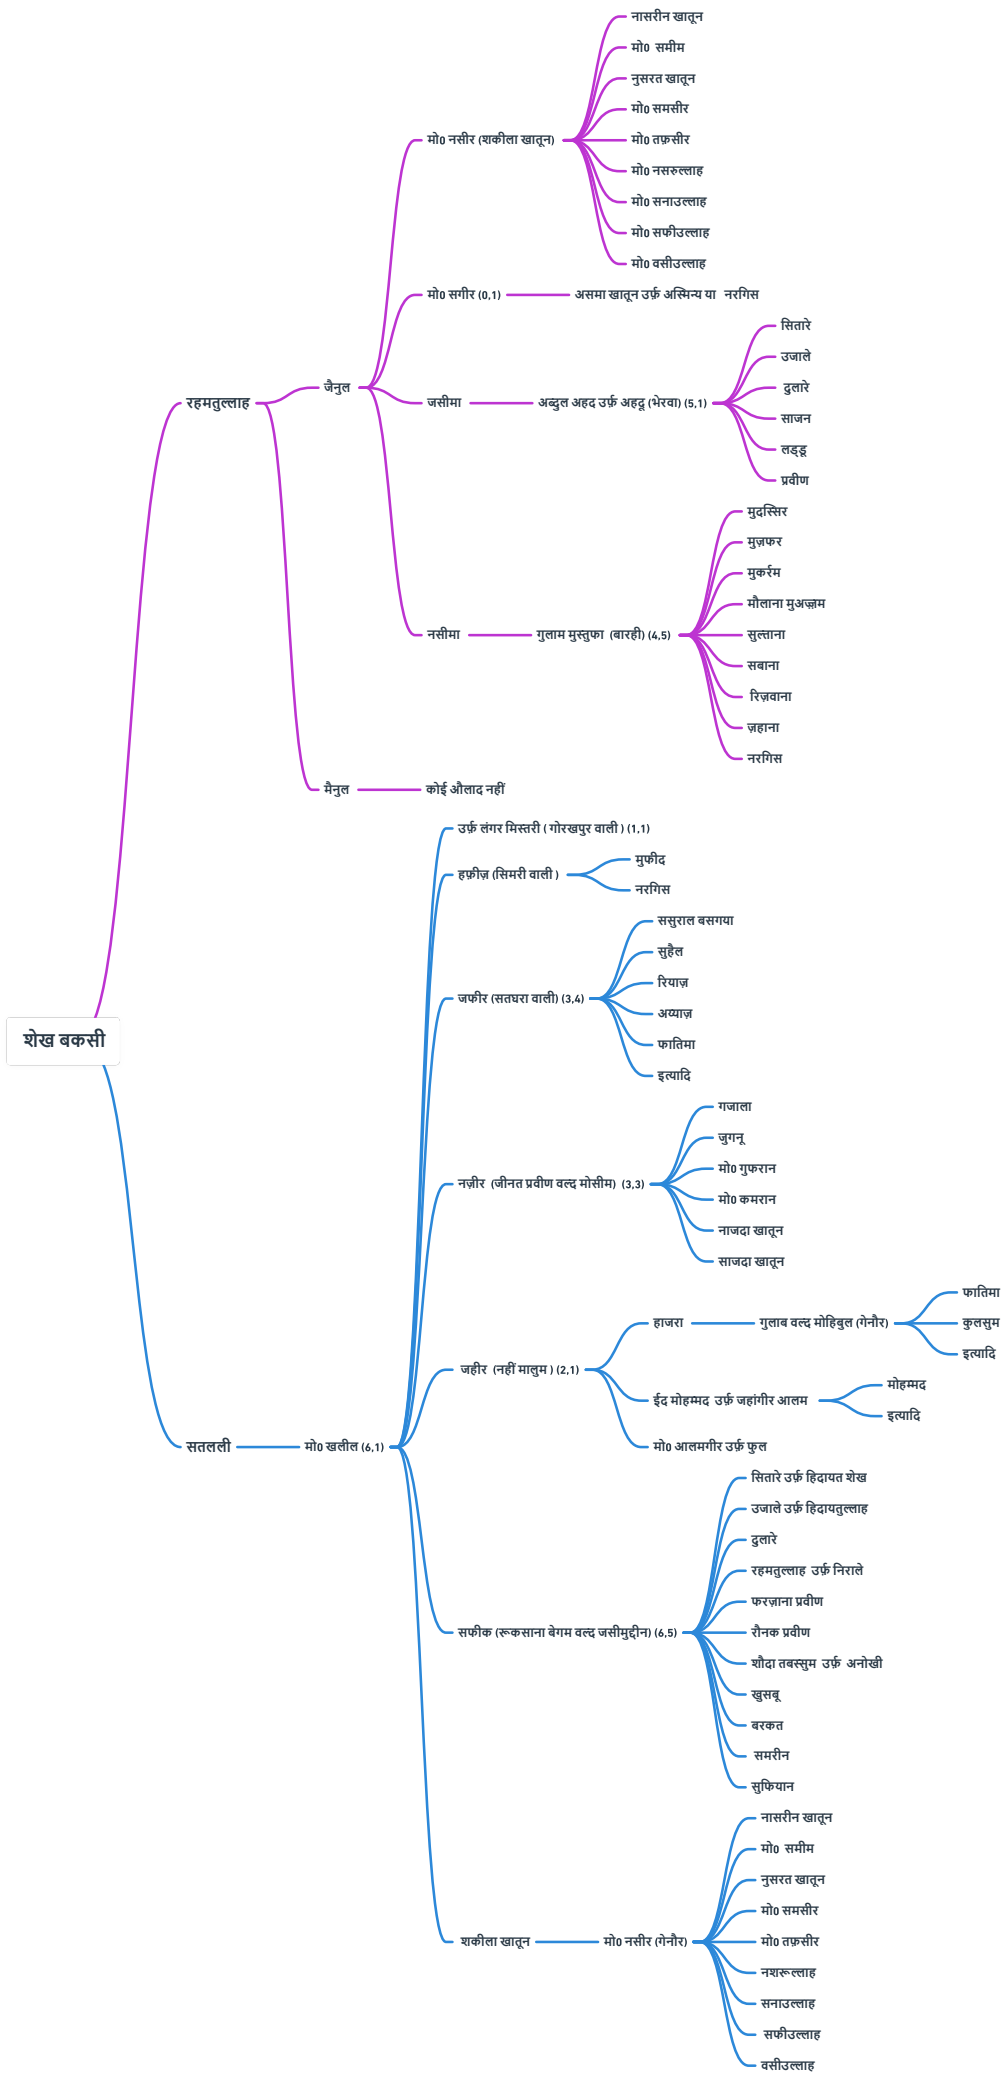 नासरीन खातून
मो0 समीम
नुसरत खातून
मो0 समसीर
मो0 नसीर (शकीला खातून)
मो0 तफ़सीर
मो0 नसरुल्लाह
मो0 सनाउल्लाह
मो0 सफीउल्लाह
मो0 वसीउल्लाह
मो0 सगीर (0,1)
असमा खातून उर्फ़ अस्मिन्य या नरगिस
सितारे
उजाले
जैनुल
दुलारे
रहमतुल्लाह
जसीमा
अब्दुल अहद उर्फ़ अहदू (भेरवा) (5,1)
साजन
लड्डू
प्रवीण
मुदस्सिर
मुज़फर
मुकर्रम
मौलाना मुअज़्ज़म
नसीमा
गुलाम मुस्तुफा (बारही) (4,5)
सुल्ताना
सबाना
रिज़वाना
ज़हाना
नरगिस
मैनुल
कोई औलाद नहीं
उर्फ़ लंगर मिस्तरी ( गोरखपुर वाली ) (1,1)
मुफीद
हफ़ीज़ (सिमरी वाली )
नरगिस
ससुराल बसगया
सुहैल
रियाज़
जफीर (सतघरा वाली) (3,4)
अय्याज़
शेख बकसी
फातिमा
इत्यादि
गजाला
जुगनू
मो0 गुफरान
नज़ीर (जीनत प्रवीण वल्द मोसीम) (3,3)
मो0 कमरान
नाजदा खातून
साजदा खातून
फातिमा
हाजरा
गुलाब वल्द मोहिबुल (गेनौर)
कुलसुम
इत्यादि
जहीर (नहीं मालुम ) (2,1)
मोहम्मद
ईद मोहम्मद उर्फ़ जहांगीर आलम
इत्यादि
सतलली
मो0 खलील (6,1)
मो0 आलमगीर उर्फ़ फुल
सितारे उर्फ़ हिदायत शेख
उजाले उर्फ़ हिदायतुल्लाह
दुलारे
रहमतुल्लाह उर्फ़ निराले
फरज़ाना प्रवीण
सफीक (रूकसाना बेगम वल्द जसीमुद्दीन) (6,5)
रौनक प्रवीण
शौदा तबस्सुम उर्फ़ अनोखी
खुसबू
बरकत
समरीन
सुफियान
नासरीन खातून
मो0 समीम
नुसरत खातून
मो0 समसीर
शकीला खातून
मो0 नसीर (गेनौर)
मो0 तफ़सीर
नशरूल्लाह
सनाउल्लाह
सफीउल्लाह
वसीउल्लाह